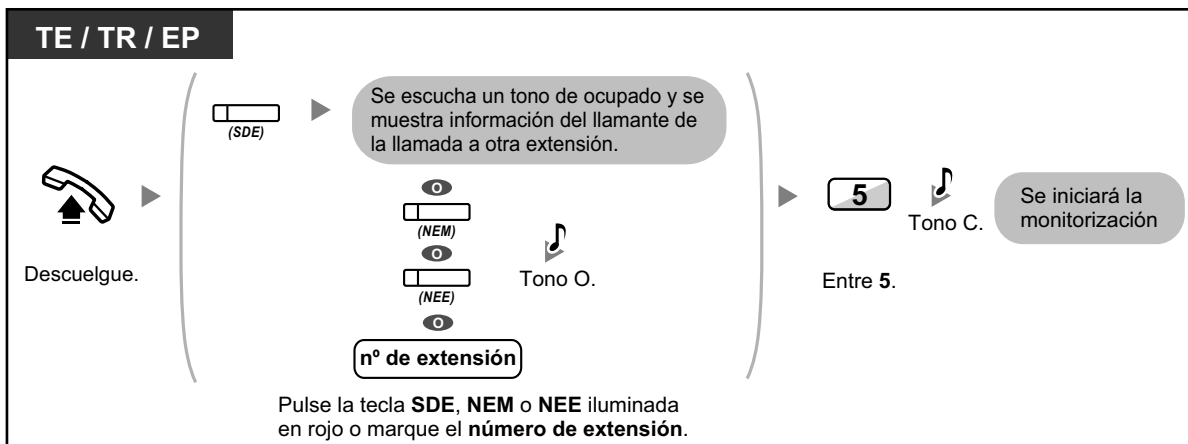 TE / TR / EP
Descuelgue.
(SDE)
Se escucha un tono de ocupado y se
muestra información del llamante de
la llamada a otra extensión.
O
(NEM)
O
(NEE)
O
nº de extensión
Tono O.
Pulse la tecla SDE, NEM o NEE iluminada
en rojo o marque el número de extensión.
5
Entre 5.
Tono C.
Se iniciará la
monitorización